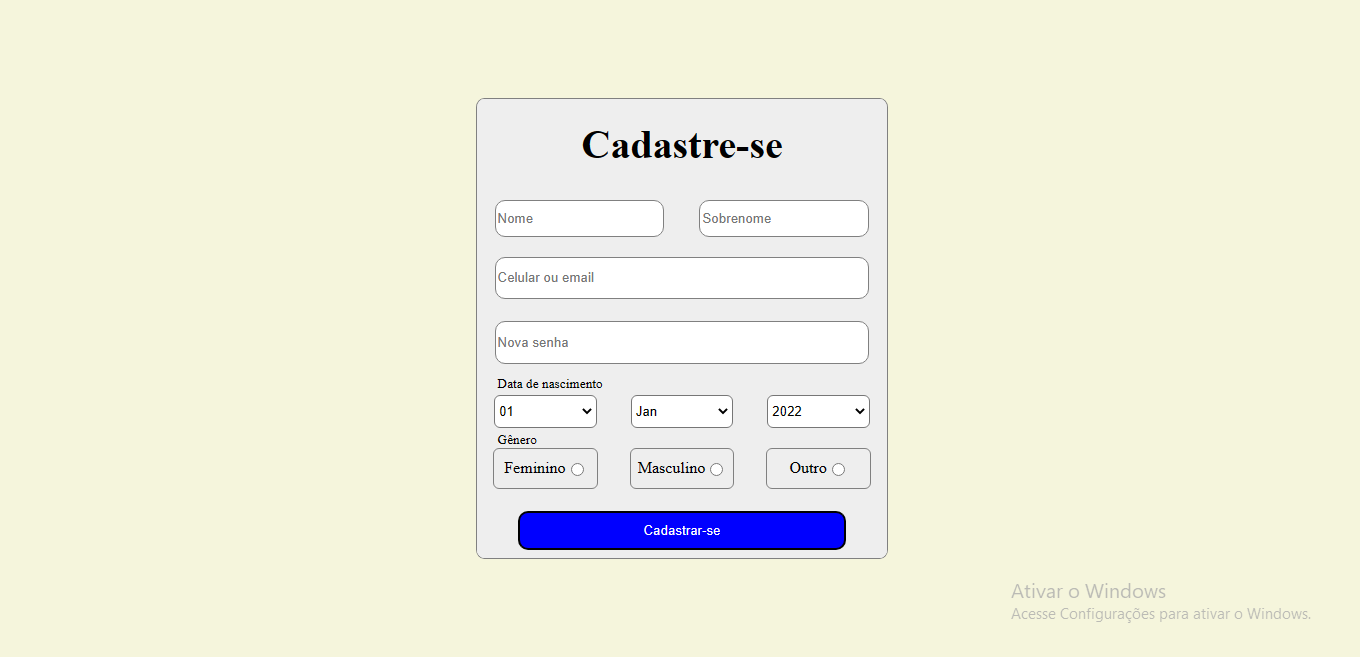 Cadastre-se
Nome Sobrenome
Celular ou email
Nova senha
Data de nascimento
01 Jan 2022
Gênero
Feminino Masculino Outro
Cadastrar-se
Ativar o Windows
Acesse Configurações para ativar o Windows.